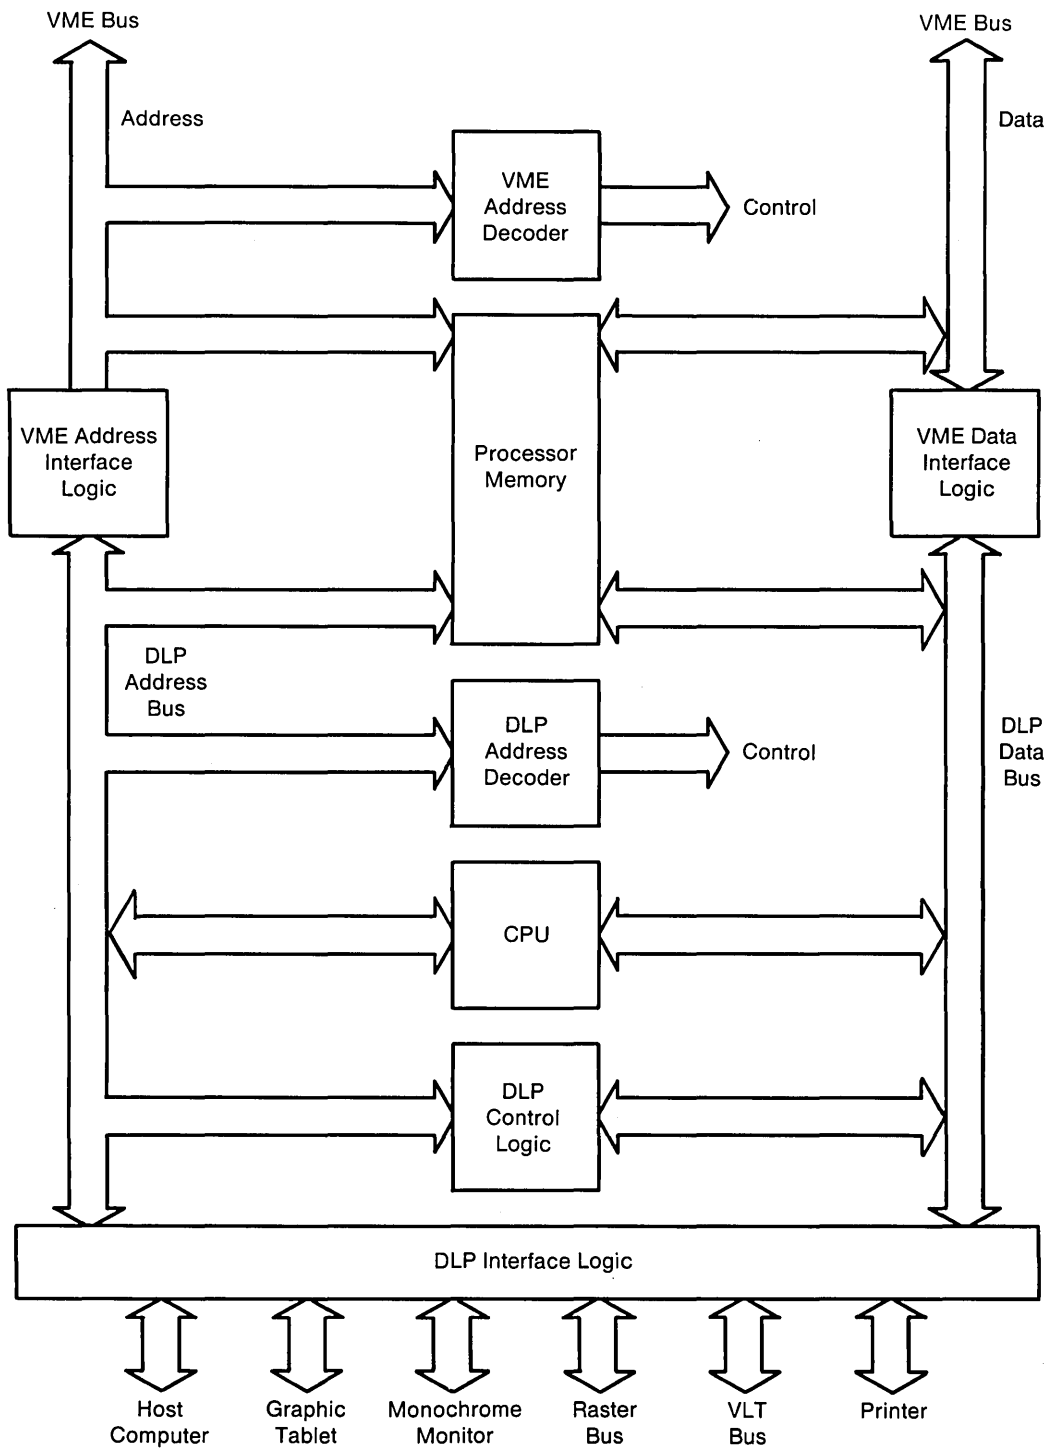 VME Bus
VME Bus
Address
Data
VME
Address
Decoder
Control
VME Address
Interface
Logic
Processor
Memory
VME Data
Interface
Logic
DLP
Address
Bus
DLP
Address
Decoder
Control
DLP
Data
Bus
CPU
DLP
Control
Logic
DLP Interface Logic
Host
Computer
Graphic
Tablet
Monochrome
Monitor
Raster
Bus
VLT
Bus
Printer